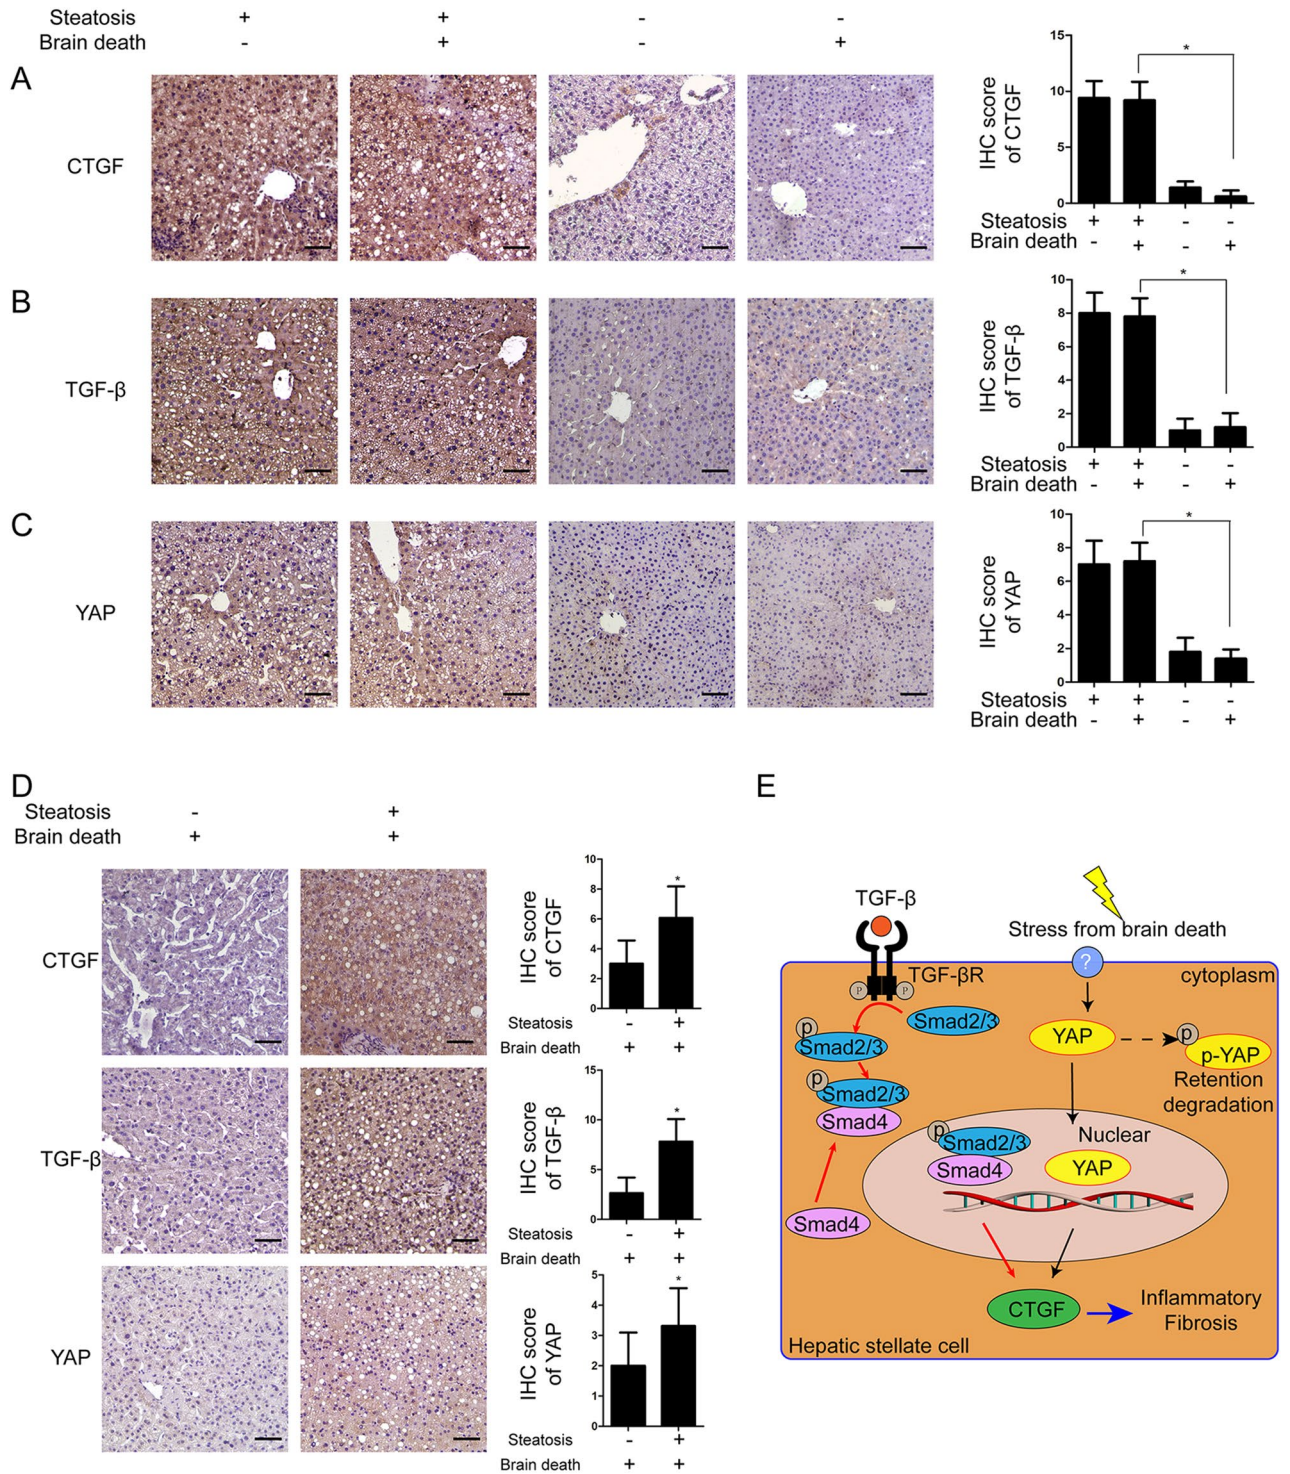 Steatosis + + - -
Brain death - + - +
A
CTGF
15
10
5
0
IHC score
of CTGF
*
Steatosis + + - -
Brain death - + - +
B
TGF-β
10
8
6
4
2
0
IHC score
of TGF-β
*
Steatosis + + - -
Brain death - + - +
C
YAP
10
8
6
4
2
0
IHC score
of YAP
*
Steatosis + + - -
Brain death - + - +
D
Steatosis - +
Brain death + +
CTGF
10
8
6
4
2
0
IHC score
of CTGF
*
Steatosis - +
Brain death + +
TGF-β
15
10
5
0
IHC score
of TGF-β
*
Steatosis - +
Brain death + +
YAP
5
4
3
2
1
0
IHC score
of YAP
*
Steatosis - +
Brain death + +
E
TGF-β
Stress from brain death
?
cytoplasm
TGF-βR
P P
Smad2/3
p
Smad2/3
YAP
p
p-YAP
Retention
degradation
p
Smad2/3
Smad4
Nuclear
p
Smad2/3
Smad4
YAP
Smad4
CTGF
Inflammatory
Fibrosis
Hepatic stellate cell